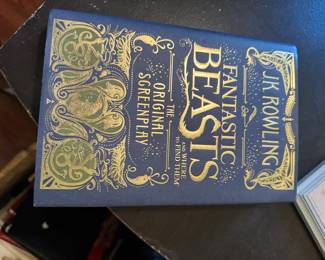 J.K. ROWLING
FANTASTIC
BEASTS
AND WHERE
TO FIND THEM
THE
ORIGINAL
SCREENPLAY